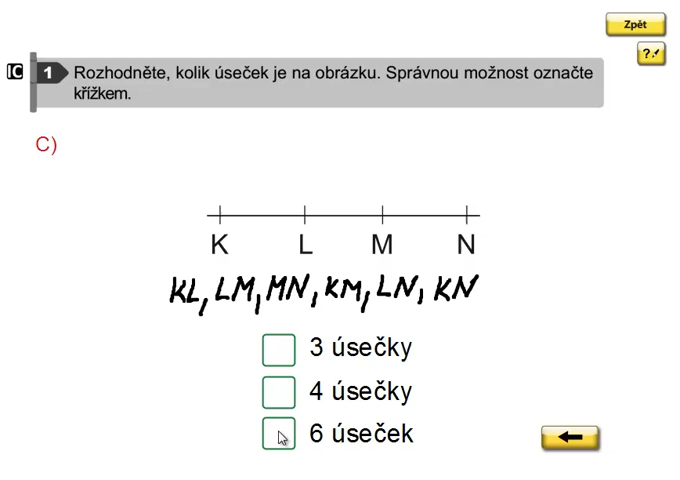 Zpět
?
1 Rozhodněte, kolik úseček je na obrázku. Správnou možnost označte
křížkem.
C)
K L M N
KL, LM, MN, KM, LN, KN
3 úsečky
4 úsečky
6 úseček